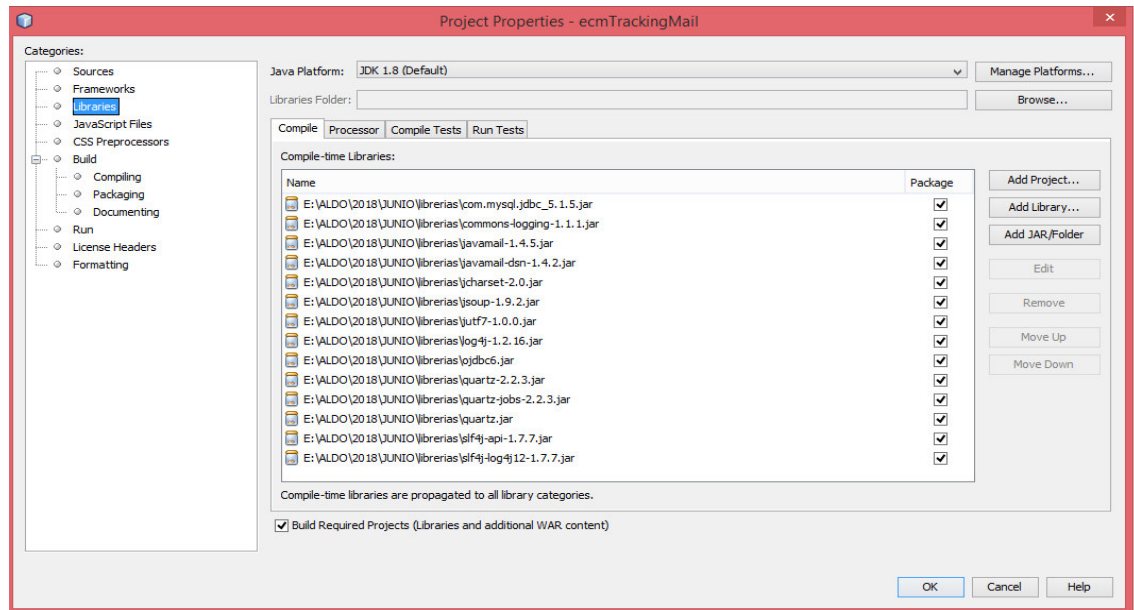 Project Properties - ecmTrackingMail
Categories:
Sources
Frameworks
Libraries
JavaScript Files
CSS Preprocessors
Build
Compiling
Packaging
Documenting
Run
License Headers
Formatting
Java Platform: JDK 1.8 (Default) Manage Platforms...
Libraries Folder: Browse...
Compile Processor Compile Tests Run Tests
Compile-time Libraries:
Name Package
E:\ALDO\2018\JUNIO\librerias\com.mysql.jdbc_5.1.5.jar
E:\ALDO\2018\JUNIO\librerias\commons-logging-1.1.1.jar
E:\ALDO\2018\JUNIO\librerias\javamail-1.4.5.jar
E:\ALDO\2018\JUNIO\librerias\javamail-dsn-1.4.2.jar
E:\ALDO\2018\JUNIO\librerias\jcharset-2.0.jar
E:\ALDO\2018\JUNIO\librerias\jsoup-1.9.2.jar
E:\ALDO\2018\JUNIO\librerias\jutf7-1.0.0.jar
E:\ALDO\2018\JUNIO\librerias\log4j-1.2.16.jar
E:\ALDO\2018\JUNIO\librerias\ojdbc6.jar
E:\ALDO\2018\JUNIO\librerias\quartz-2.2.3.jar
E:\ALDO\2018\JUNIO\librerias\quartz-jobs-2.2.3.jar
E:\ALDO\2018\JUNIO\librerias\quartz.jar
E:\ALDO\2018\JUNIO\librerias\slf4j-api-1.7.7.jar
E:\ALDO\2018\JUNIO\librerias\slf4j-log4j12-1.7.7.jar
Add Project...
Add Library...
Add JAR/Folder
Edit
Remove
Move Up
Move Down
Compile-time libraries are propagated to all library categories.
Build Required Projects (Libraries and additional WAR content)
OK Cancel Help